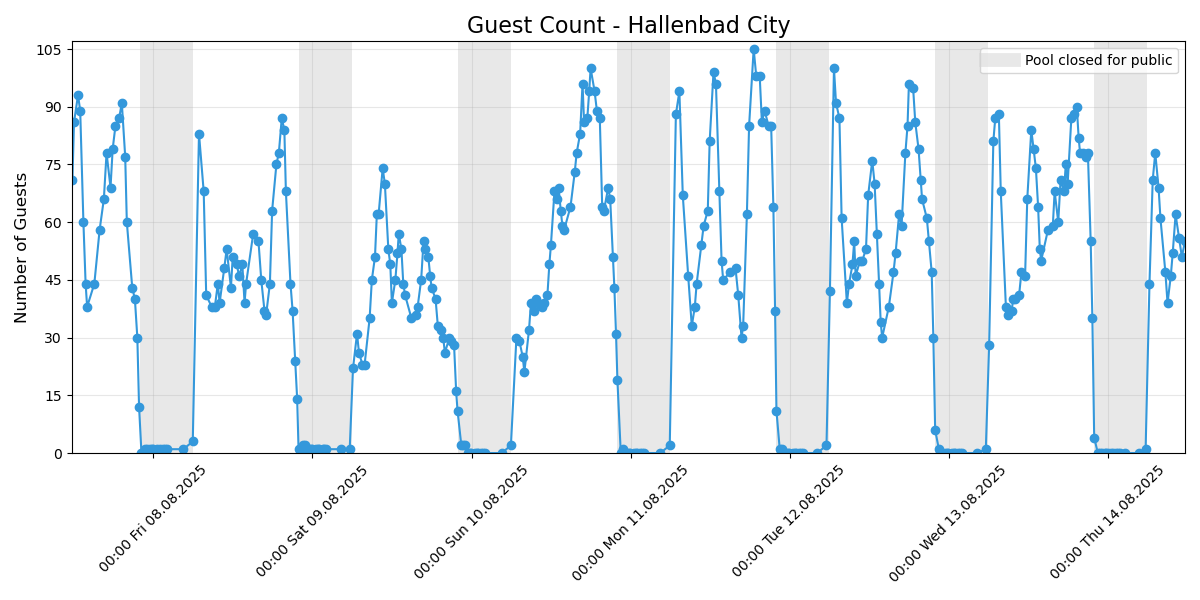 Guest Count - Hallenbad City
Number of Guests
105
90
75
60
45
30
15
0
Pool closed for public
00:00 Fri 08.08.2025
00:00 Sat 09.08.2025
00:00 Sun 10.08.2025
00:00 Mon 11.08.2025
00:00 Tue 12.08.2025
00:00 Wed 13.08.2025
00:00 Thu 14.08.2025